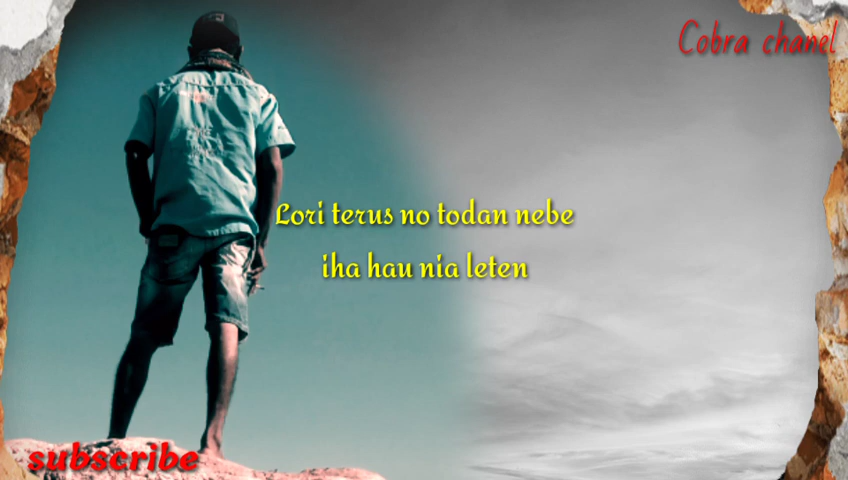 Cobra chanel
Lori terus no todan nebe
iha hau nia leten
subscribe